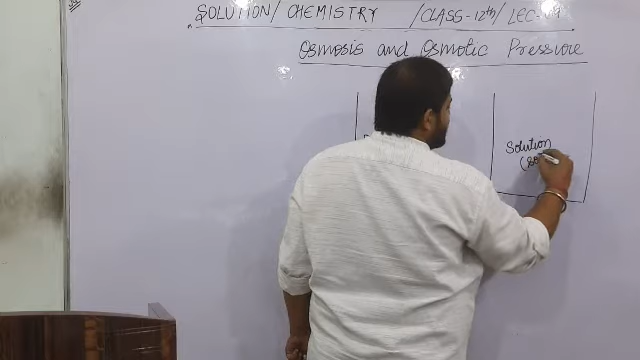 SOLUTION/ CHEMISTRY /CLASS-12th/ LEC-
Osmosis and Osmotic Pressure
Solution